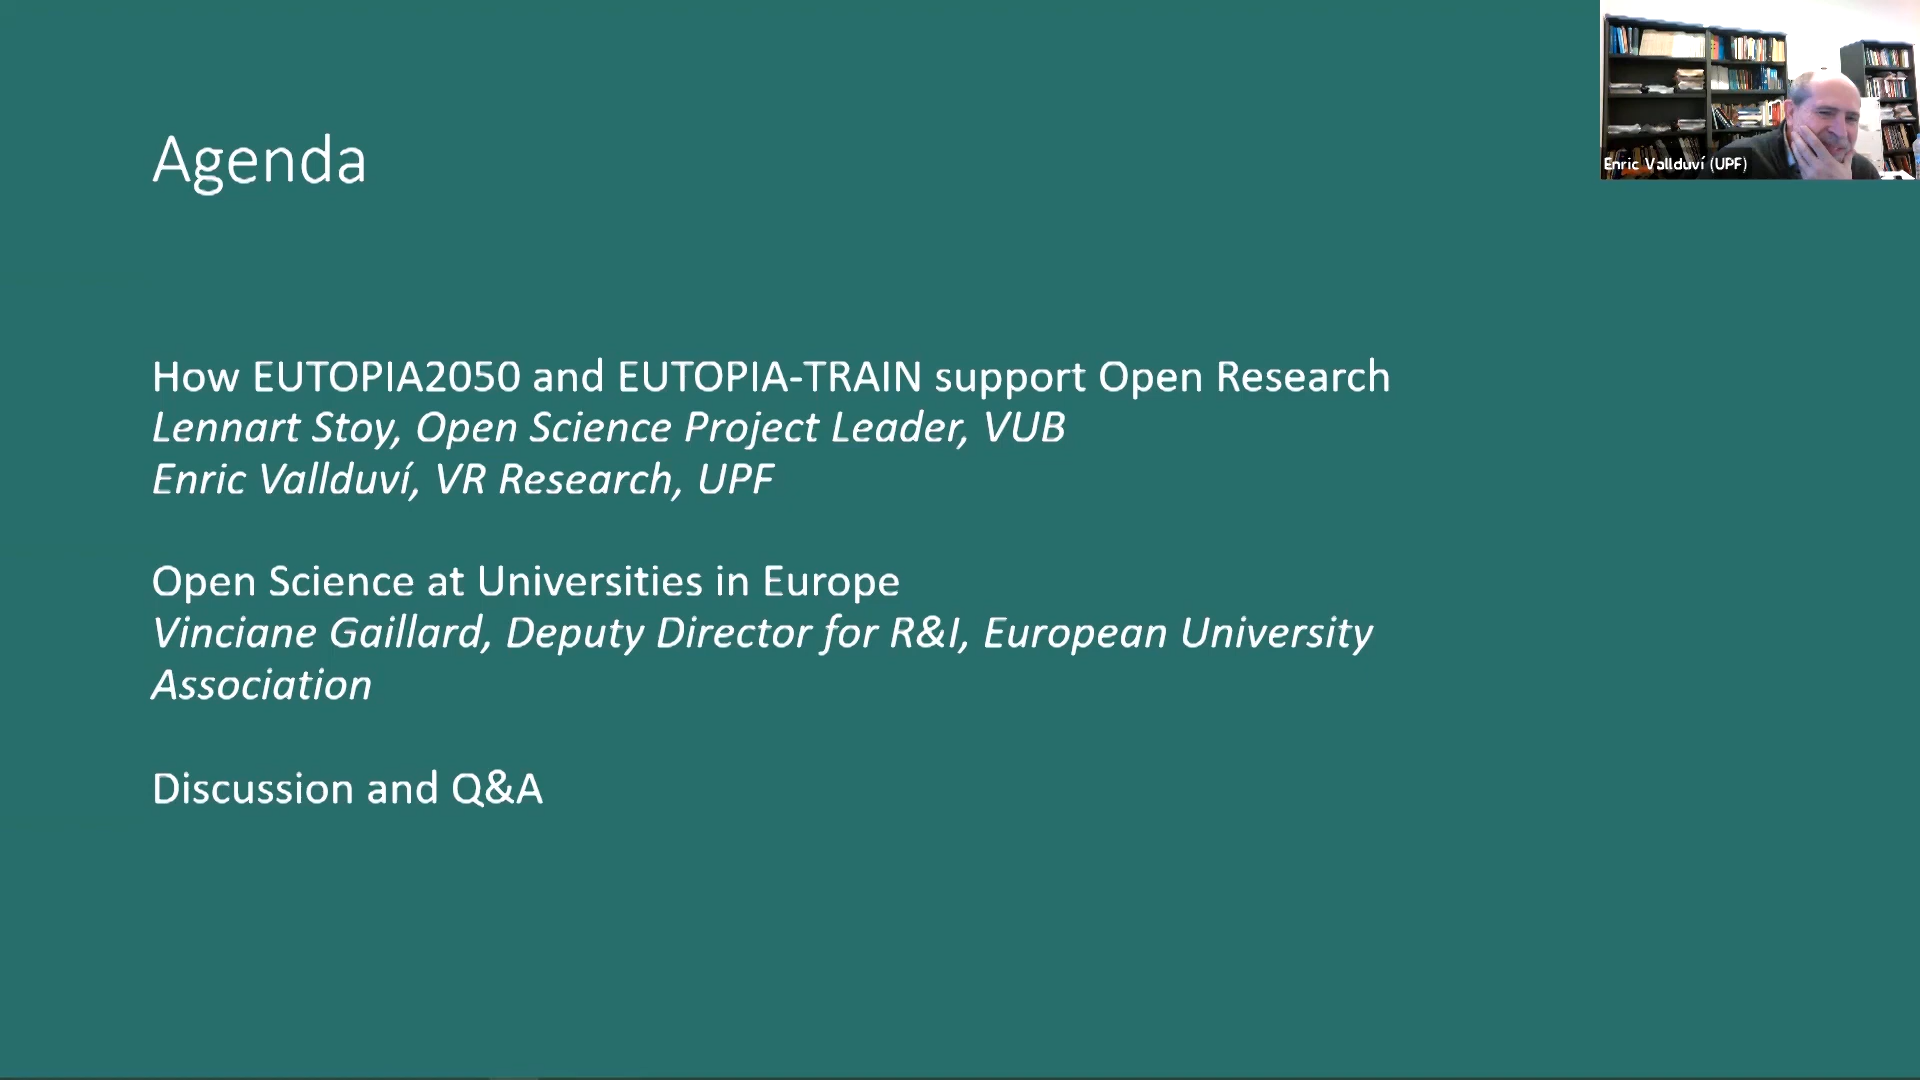 Agenda
How EUTOPIA2050 and EUTOPIA-TRAIN support Open Research
Lennart Stoy, Open Science Project Leader, VUB
Enric Vallduví, VR Research, UPF
Open Science at Universities in Europe
Vinciane Gaillard, Deputy Director for R&I, European University
Association
Discussion and Q&A
Enric Vallduví (UPF)